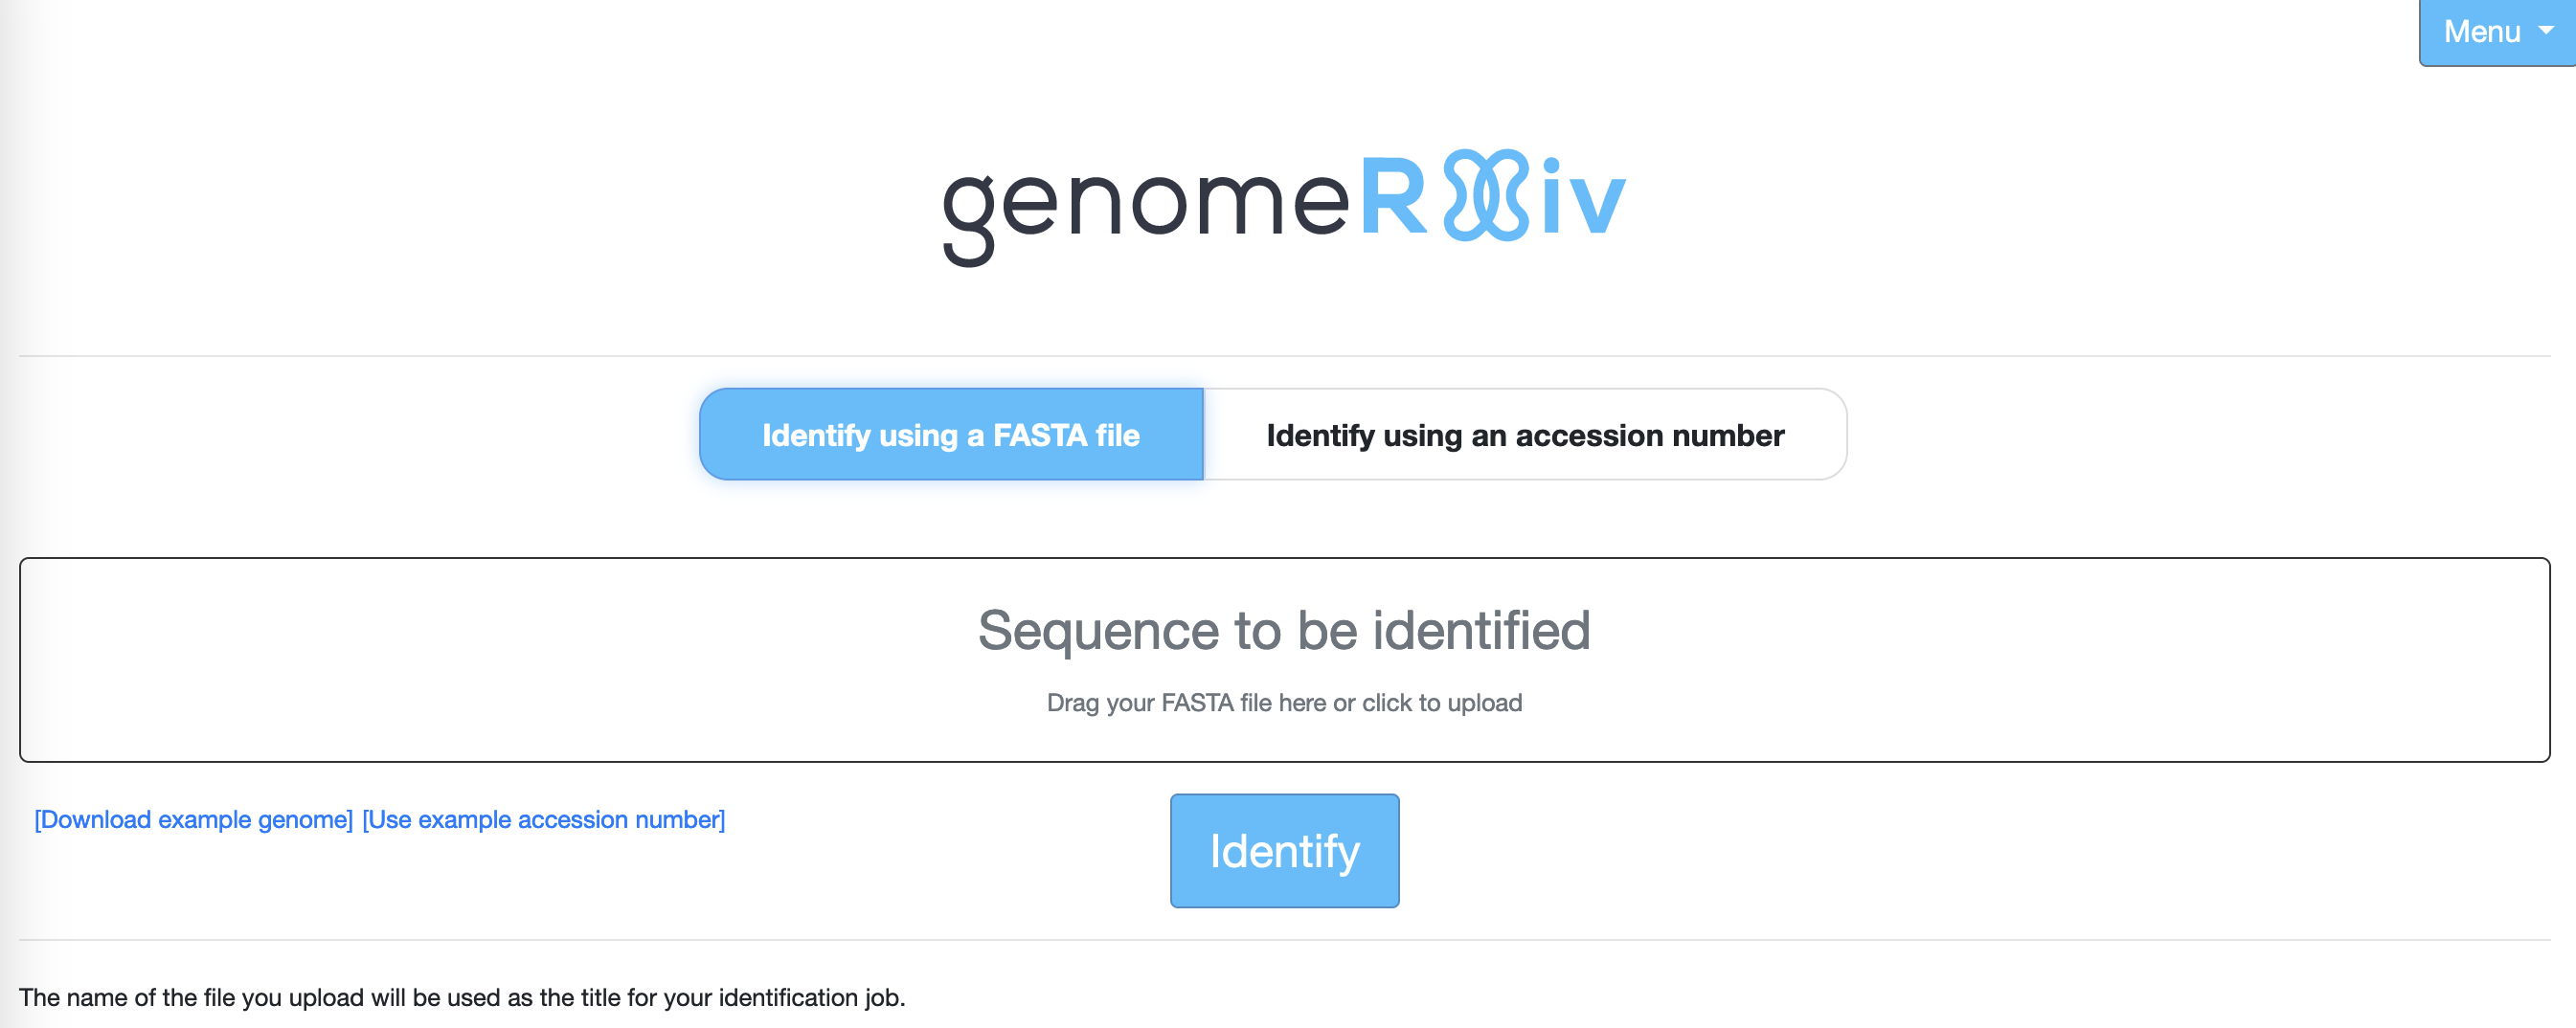 Menu
genomeRxiv
Identify using a FASTA file
Identify using an accession number
Sequence to be identified
Drag your FASTA file here or click to upload
[Download example genome] [Use example accession number]
Identify
The name of the file you upload will be used as the title for your identification job.